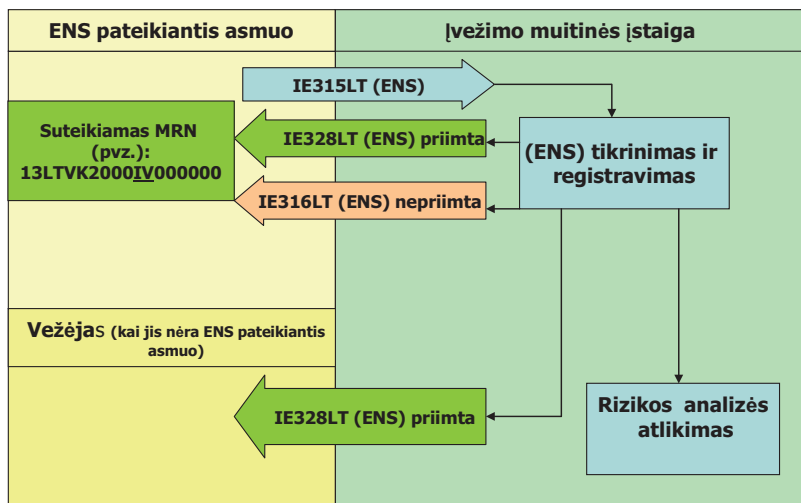 ENS pateikiantis asmuo
Įvežimo muitinės įstaiga
IE315LT (ENS)
Suteikiamas MRN
(pvz.):
13LTVK2000IV000000
IE328LT (ENS) priimta
(ENS) tikrinimas ir
registravimas
IE316LT (ENS) nepriimta
Vežėjas (kai jis nėra ENS pateikiantis
asmuo)
IE328LT (ENS) priimta
Rizikos analizės
atlikimas